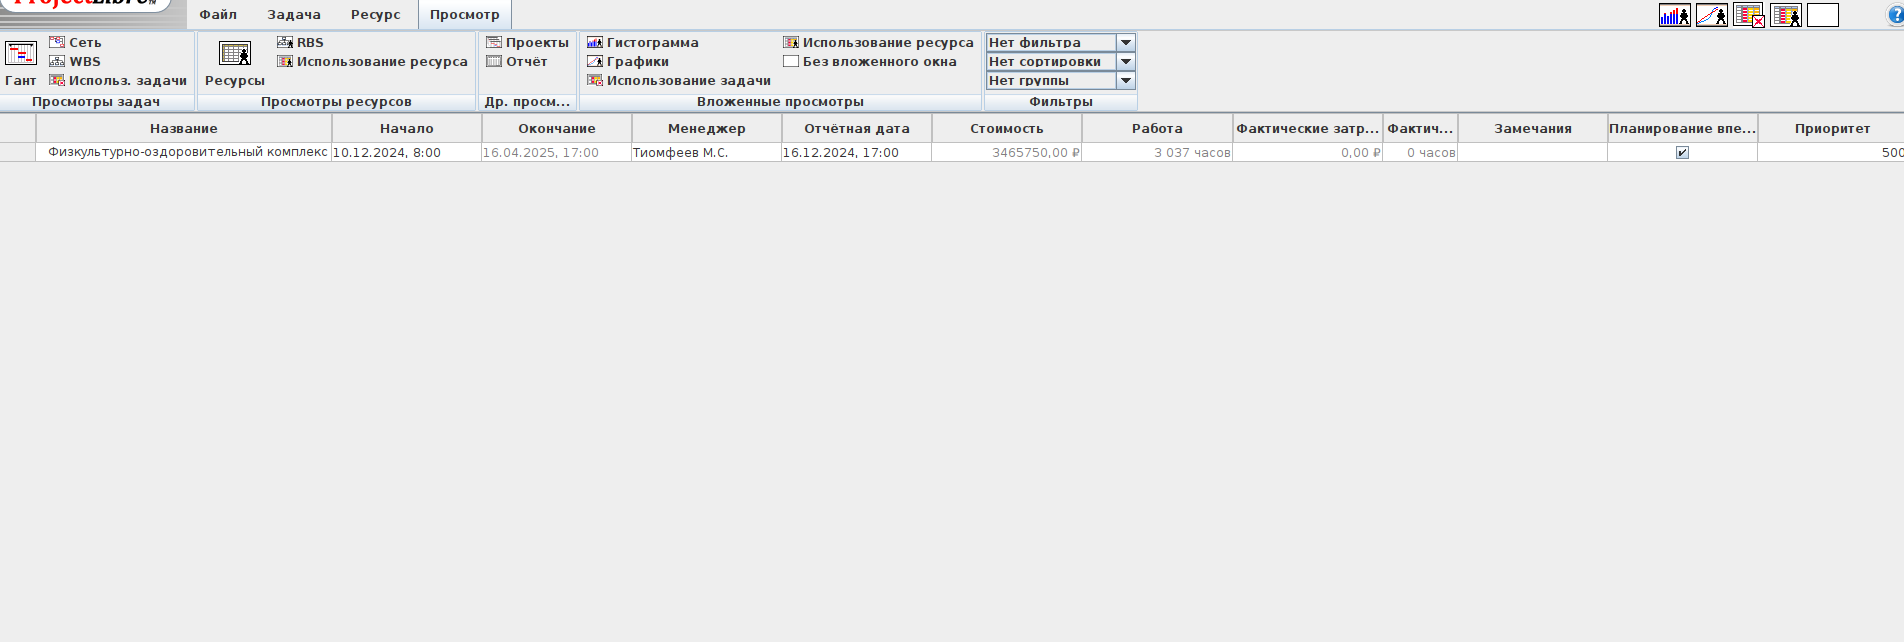 ProjectLibre
Файл Задача Ресурс Просмотр
Сеть RBS Проекты Гистограмма Использование ресурса Нет фильтра
WBS Использование ресурса Отчёт Графики Без вложенного окна Нет сортировки
Гант Использ. задачи Ресурсы Использование задачи Нет группы
Просмотры задач Просмотры ресурсов Др. просм... Вложенные просмотры Фильтры
Название Начало Окончание Менеджер Отчётная дата Стоимость Работа Фактические затр... Фактич... Замечания Планирование впе... Приоритет
Физкультурно-оздоровительный комплекс 10.12.2024, 8:00 16.04.2025, 17:00 Тиомфеев М.С. 16.12.2024, 17:00 3465750,00 ₽ 3 037 часов 0,00 ₽ 0 часов 500